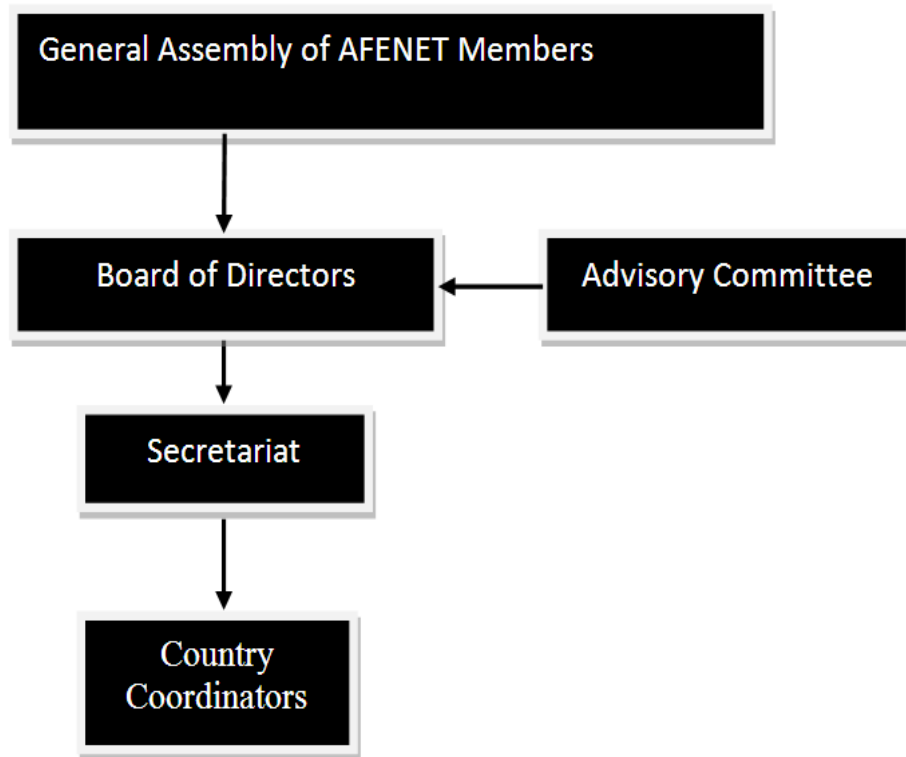 General Assembly of AFENET Members
Board of Directors
Advisory Committee
Secretariat
Country
Coordinators